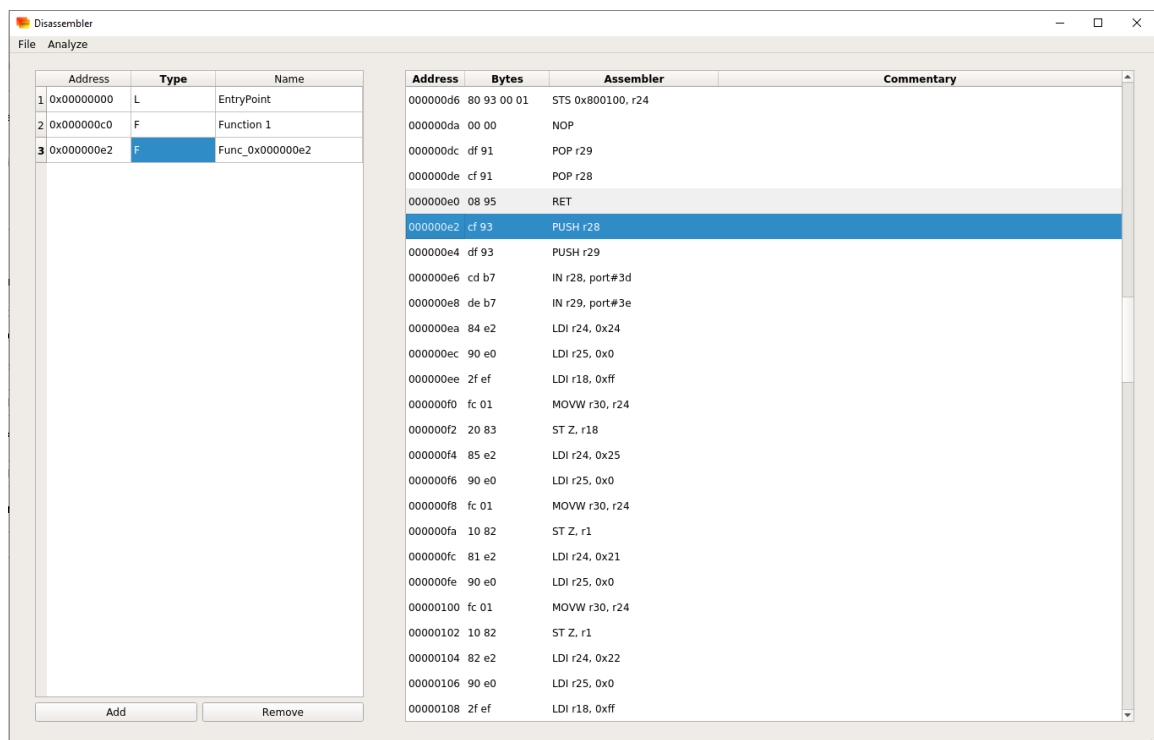 Disassembler
File Analyze
Address Type Name
1 0x00000000 L EntryPoint
2 0x000000c0 F Function 1
3 0x000000e2 F Func_0x000000e2
Add Remove
Address Bytes Assembler Commentary
000000d6 80 93 00 01 STS 0x800100, r24
000000da 00 00 NOP
000000dc df 91 POP r29
000000de cf 91 POP r28
000000e0 08 95 RET
000000e2 cf 93 PUSH r28
000000e4 df 93 PUSH r29
000000e6 cd b7 IN r28, port#3d
000000e8 de b7 IN r29, port#3e
000000ea 84 e2 LDI r24, 0x24
000000ec 90 e0 LDI r25, 0x0
000000ee 2f ef LDI r18, 0xff
000000f0 fc 01 MOVW r30, r24
000000f2 20 83 ST Z, r18
000000f4 85 e2 LDI r24, 0x25
000000f6 90 e0 LDI r25, 0x0
000000f8 fc 01 MOVW r30, r24
000000fa 10 82 ST Z, r1
000000fc 81 e2 LDI r24, 0x21
000000fe 90 e0 LDI r25, 0x0
00000100 fc 01 MOVW r30, r24
00000102 10 82 ST Z, r1
00000104 82 e2 LDI r24, 0x22
00000106 90 e0 LDI r25, 0x0
00000108 2f ef LDI r18, 0xff